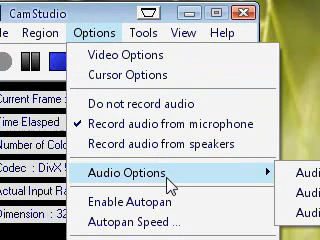 CamStudio
le Region Options Tools View Help
Video Options
Cursor Options
Current Frame :
Do not record audio
Time Elasped
Record audio from microphone
Number of Colo
Record audio from speakers
Codec : DivX
Audio Options
Audi
Actual Input Ra
Audi
Enable Autopan
Dimension : 32
Audi
Autopan Speed ...